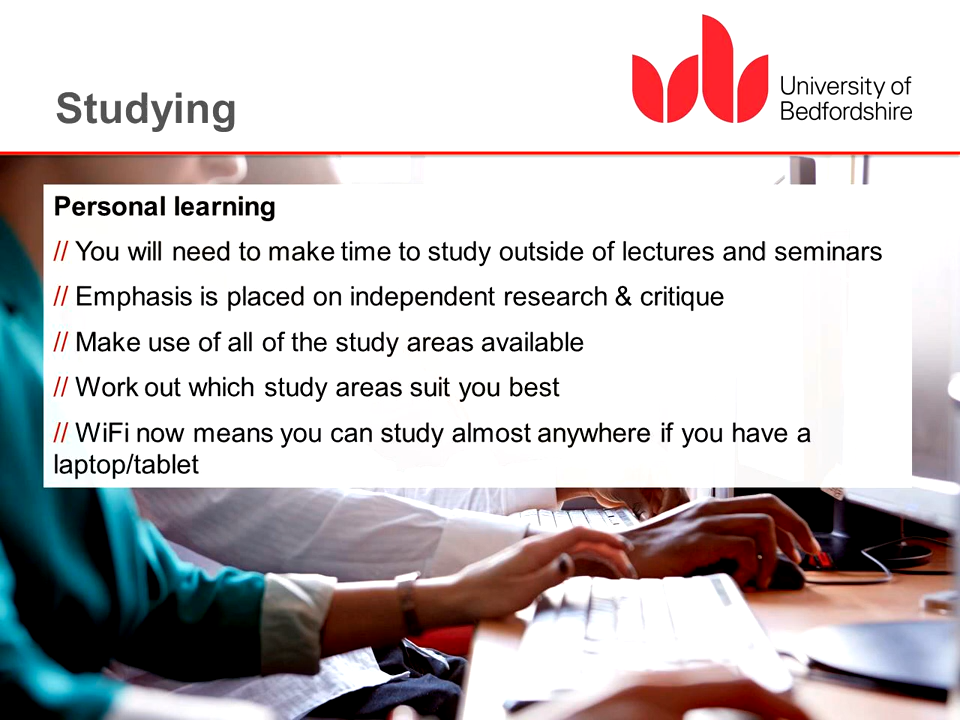 Studying
University of
Bedfordshire
Personal learning
// You will need to make time to study outside of lectures and seminars
// Emphasis is placed on independent research & critique
// Make use of all of the study areas available
// Work out which study areas suit you best
// WiFi now means you can study almost anywhere if you have a
laptop/tablet